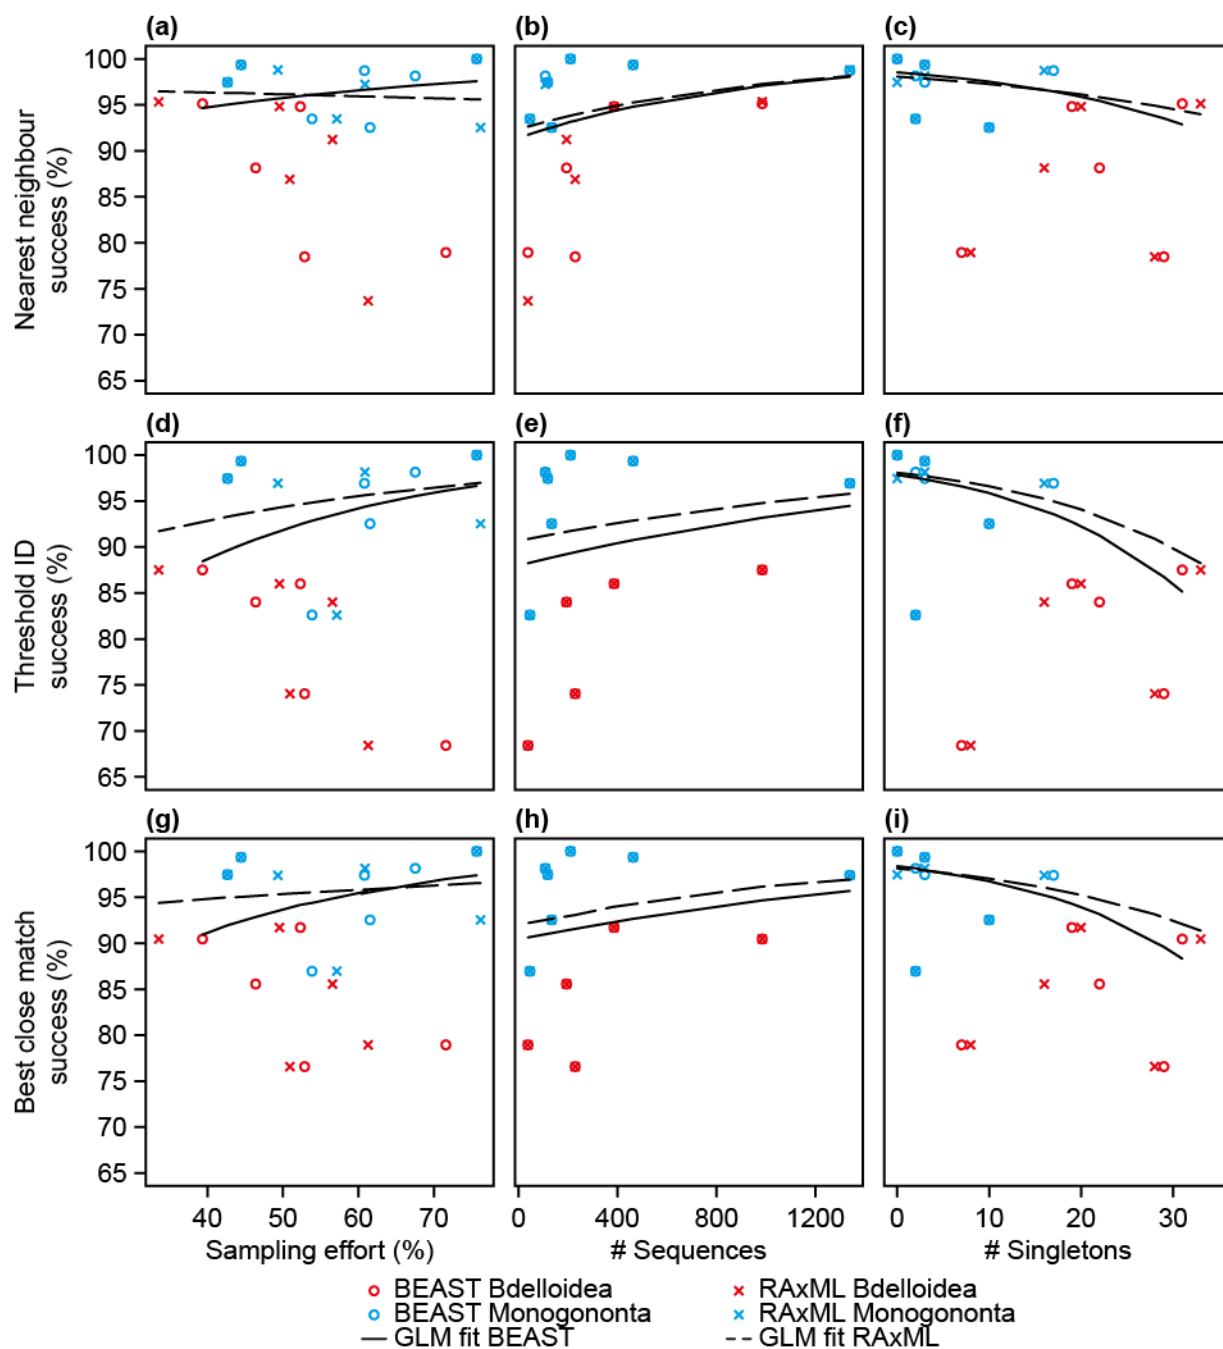 (a) (b) (c)
100
95
90
85
80
75
70
65
Nearest neighbour
success (%)
(d) (e) (f)
100
95
90
85
80
75
70
65
Threshold ID
success (%)
(g) (h) (i)
100
95
90
85
80
75
70
65
Best close match
success (%)
40 50 60 70 0 400 800 1200 0 10 20 30
Sampling effort (%) # Sequences # Singletons
BEAST Bdelloidea RAxML Bdelloidea
BEAST Monogononta RAxML Monogononta
GLM fit BEAST GLM fit RAxML